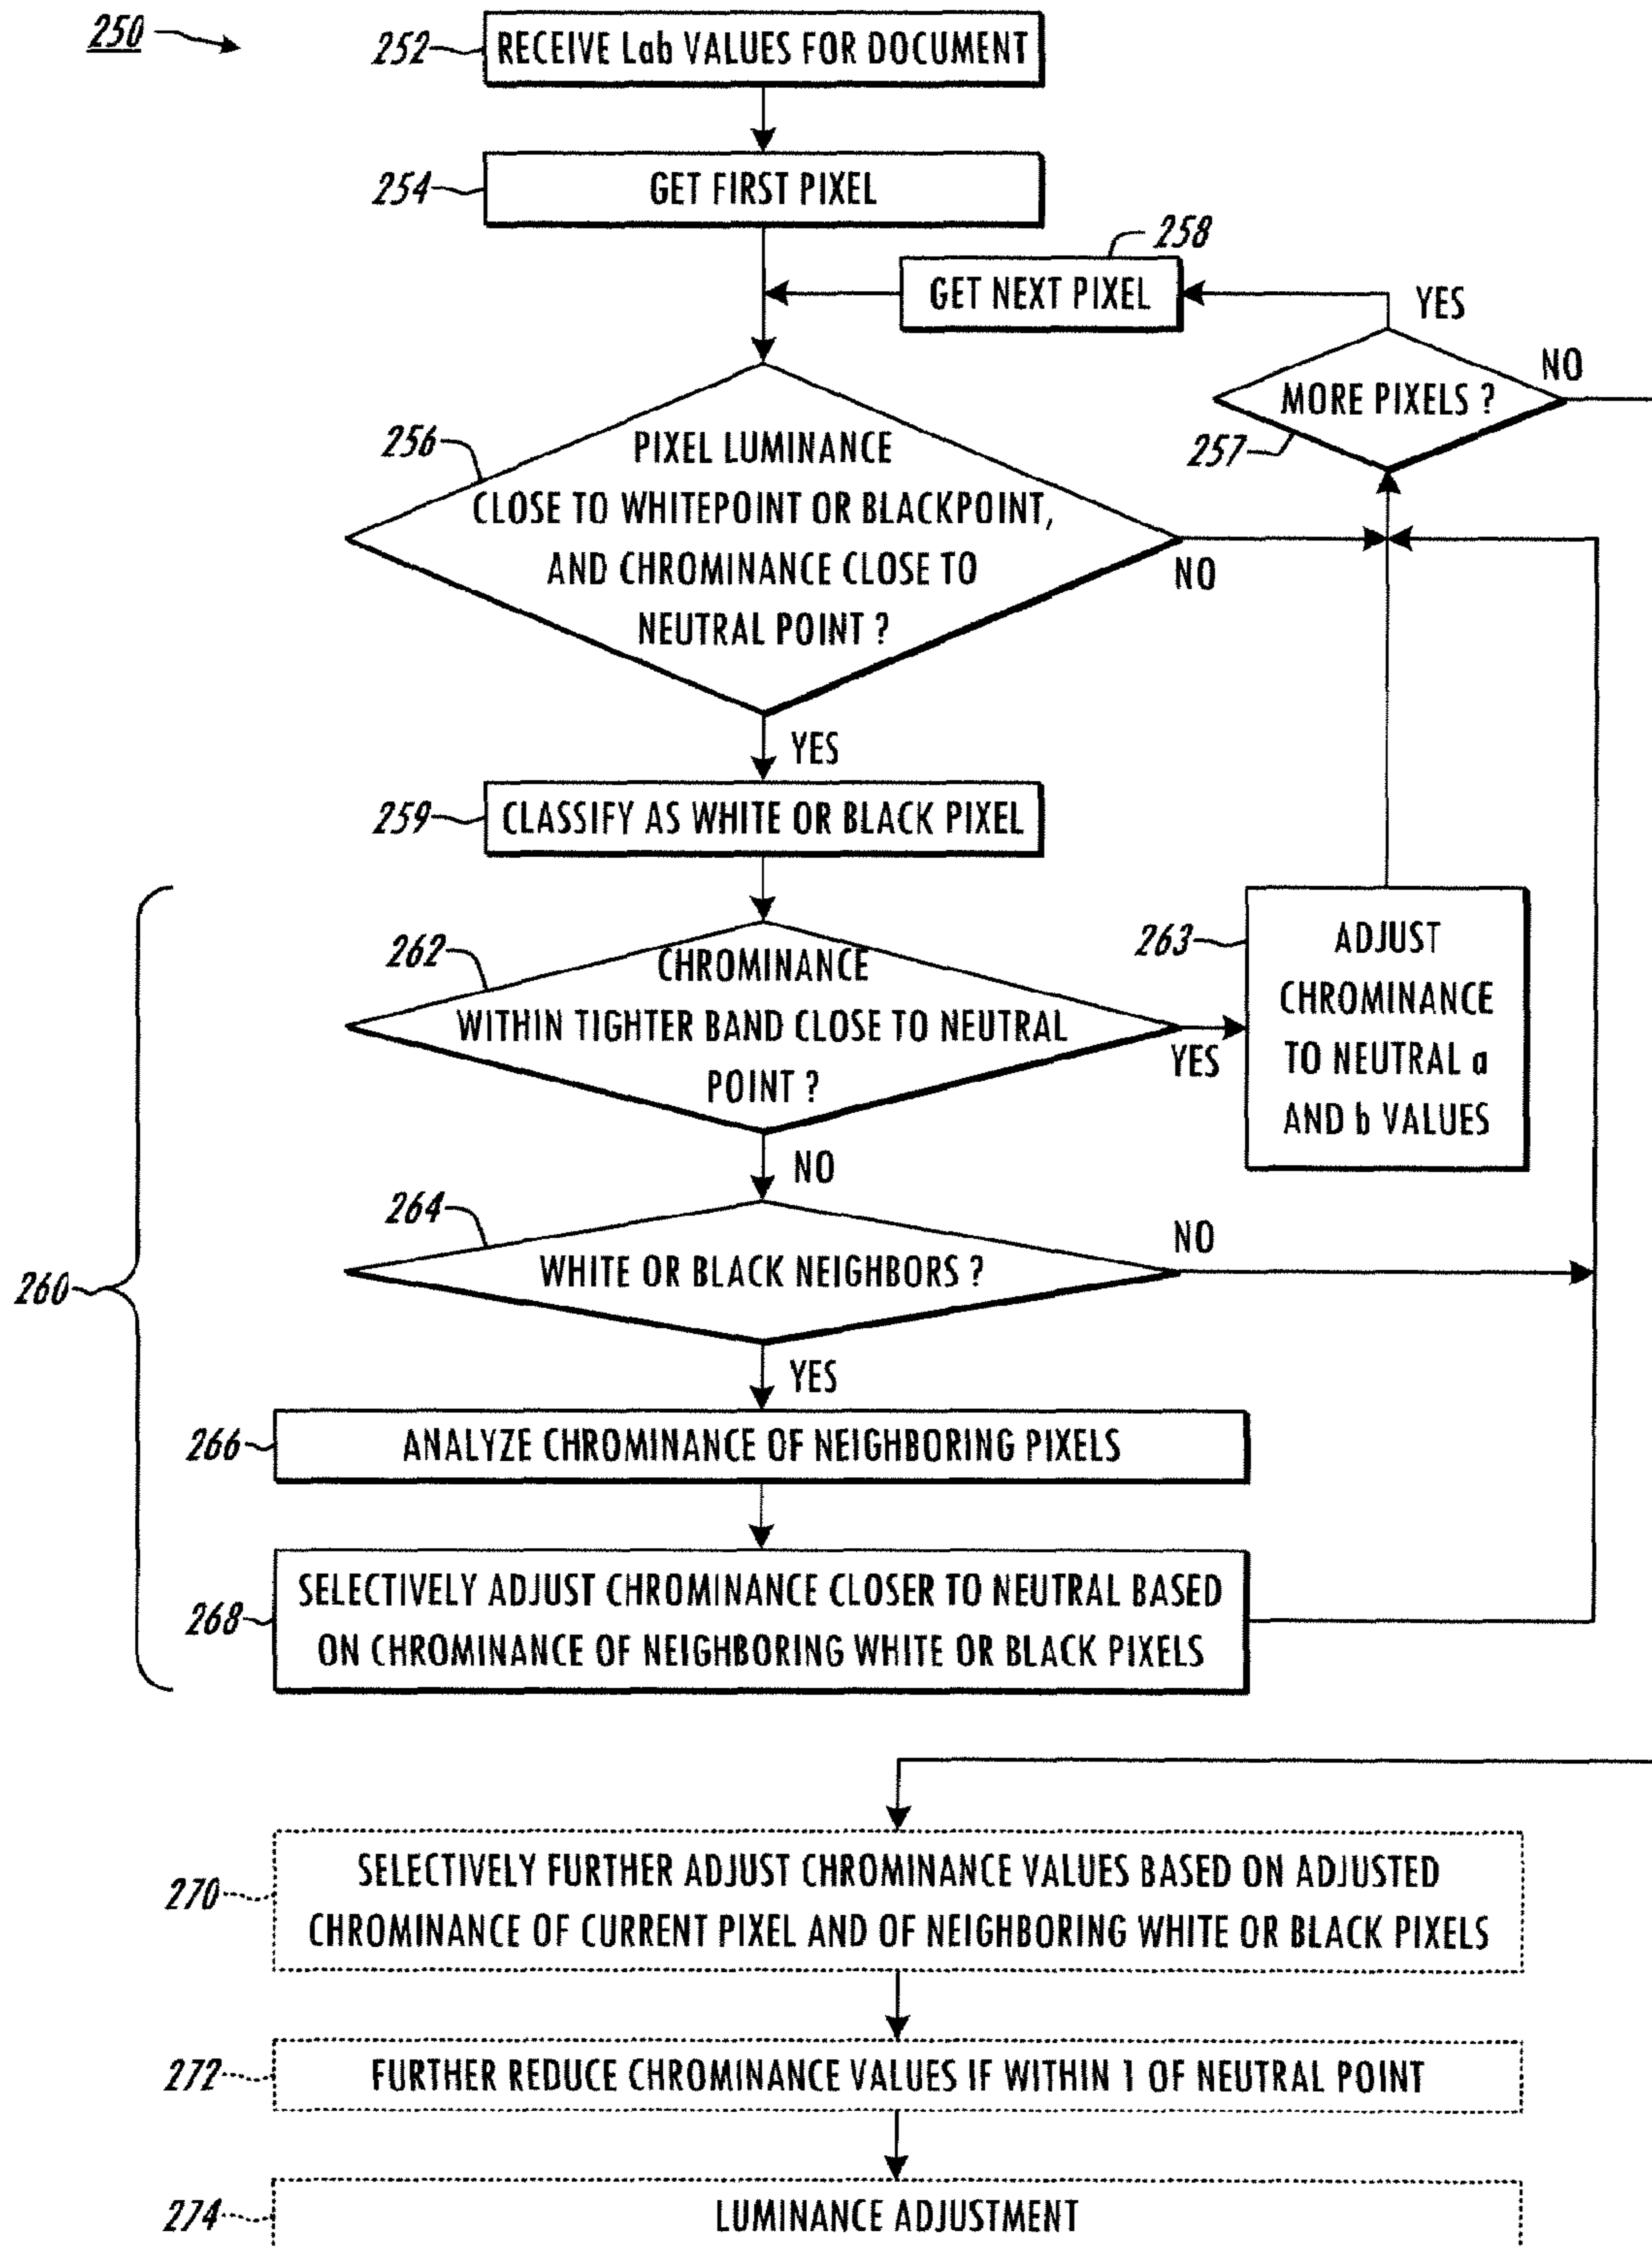 250
252
RECEIVE Lab VALUES FOR DOCUMENT
254
GET FIRST PIXEL
258
GET NEXT PIXEL
YES
MORE PIXELS ?
NO
257
256
PIXEL LUMINANCE
CLOSE TO WHITEPOINT OR BLACKPOINT,
AND CHROMINANCE CLOSE TO
NEUTRAL POINT ?
NO
YES
259
CLASSIFY AS WHITE OR BLACK PIXEL
260
262
CHROMINANCE
WITHIN TIGHTER BAND CLOSE TO NEUTRAL
POINT ?
YES
263
ADJUST
CHROMINANCE
TO NEUTRAL a
AND b VALUES
NO
264
WHITE OR BLACK NEIGHBORS ?
NO
YES
266
ANALYZE CHROMINANCE OF NEIGHBORING PIXELS
268
SELECTIVELY ADJUST CHROMINANCE CLOSER TO NEUTRAL BASED
ON CHROMINANCE OF NEIGHBORING WHITE OR BLACK PIXELS
270
SELECTIVELY FURTHER ADJUST CHROMINANCE VALUES BASED ON ADJUSTED
CHROMINANCE OF CURRENT PIXEL AND OF NEIGHBORING WHITE OR BLACK PIXELS
272
FURTHER REDUCE CHROMINANCE VALUES IF WITHIN 1 OF NEUTRAL POINT
274
LUMINANCE ADJUSTMENT